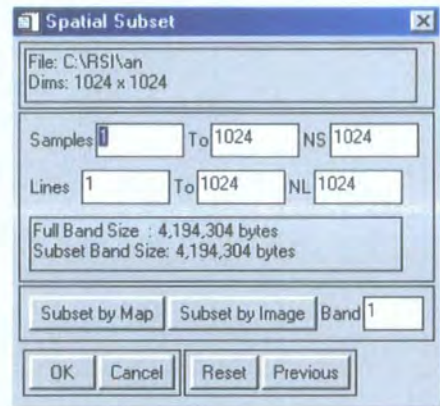 Spatial Subset
File: C:\RSI\an
Dims: 1024 x 1024
Samples 1 To 1024 NS 1024
Lines 1 To 1024 NL 1024
Full Band Size : 4,194,304 bytes
Subset Band Size: 4,194,304 bytes
Subset by Map Subset by Image Band 1
OK Cancel Reset Previous